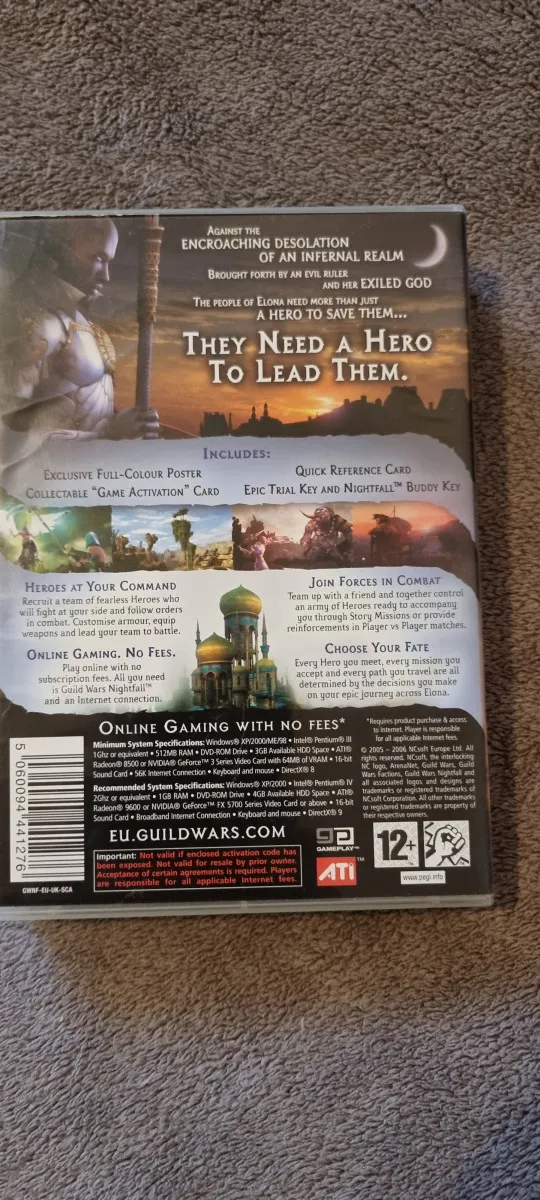 AGAINST THE
ENCROACHING DESOLATION
OF AN INFERNAL REALM
BROUGHT FORTH BY AN EVIL RULER
AND HER EXILED GOD
THE PEOPLE OF ELONA NEED MORE THAN JUST
A HERO TO SAVE THEM...
THEY NEED A HERO
TO LEAD THEM.
INCLUDES:
EXCLUSIVE FULL-COLOUR POSTER
QUICK REFERENCE CARD
COLLECTABLE “GAME ACTIVATION” CARD
EPIC TRIAL KEY AND NIGHTFALL™ BUDDY KEY
HEROES AT YOUR COMMAND
Recruit a team of fearless Heroes who
will fight at your side and follow orders
in combat. Customise armour, equip
weapons and lead your team to battle.
JOIN FORCES IN COMBAT
Team up with a friend and together control
an army of Heroes ready to accompany
you through Story Missions or provide
reinforcements in Player vs Player matches.
ONLINE GAMING. NO FEES.
Play online with no
subscription fees. All you need
is Guild Wars Nightfall™
and an Internet connection.
CHOOSE YOUR FATE
Every Hero you meet, every mission you
accept and every path you travel are all
determined by the decisions you make
on your epic journey across Elona.
ONLINE GAMING WITH NO FEES*
Minimum System Specifications: Windows® XP/2000/ME/98 • Intel® Pentium® III
1Ghz or equivalent • 512MB RAM • DVD-ROM Drive • 3GB Available HDD Space • ATI®
Radeon® 8500 or NVIDIA® GeForce™ 3 Series Video Card with 64MB of VRAM • 16-bit
Sound Card • 56K Internet Connection • Keyboard and mouse • DirectX® 8
Recommended System Specifications: Windows® XP/2000 • Intel® Pentium® IV
2Ghz or equivalent • 1GB RAM • DVD-ROM Drive • 4GB Available HDD Space • ATI®
Radeon® 9600 or NVIDIA® GeForce™ FX 5700 Series Video Card or above • 16-bit
Sound Card • Broadband Internet Connection • Keyboard and mouse • DirectX® 9
*Requires product purchase & access
to Internet. Player is responsible
for all applicable Internet fees.
© 2005 – 2006 NCsoft Europe Ltd. All
rights reserved. NCsoft, the interlocking
NC logo, ArenaNet, Guild Wars, Guild
Wars Factions, Guild Wars Nightfall and
all associated logos and designs are
trademarks or registered trademarks of
NCsoft Corporation. All other trademarks
or registered trademarks are property of
their respective owners.
EU.GUILDWARS.COM
Important: Not valid if enclosed activation code has
been exposed. Not valid for resale by prior owner.
Acceptance of certain agreements is required. Players
are responsible for all applicable Internet fees.
GAMEPLAY™
ATI™
12+
www.pegi.info
5 060094 441276
GWNF-EU-UK-SCA